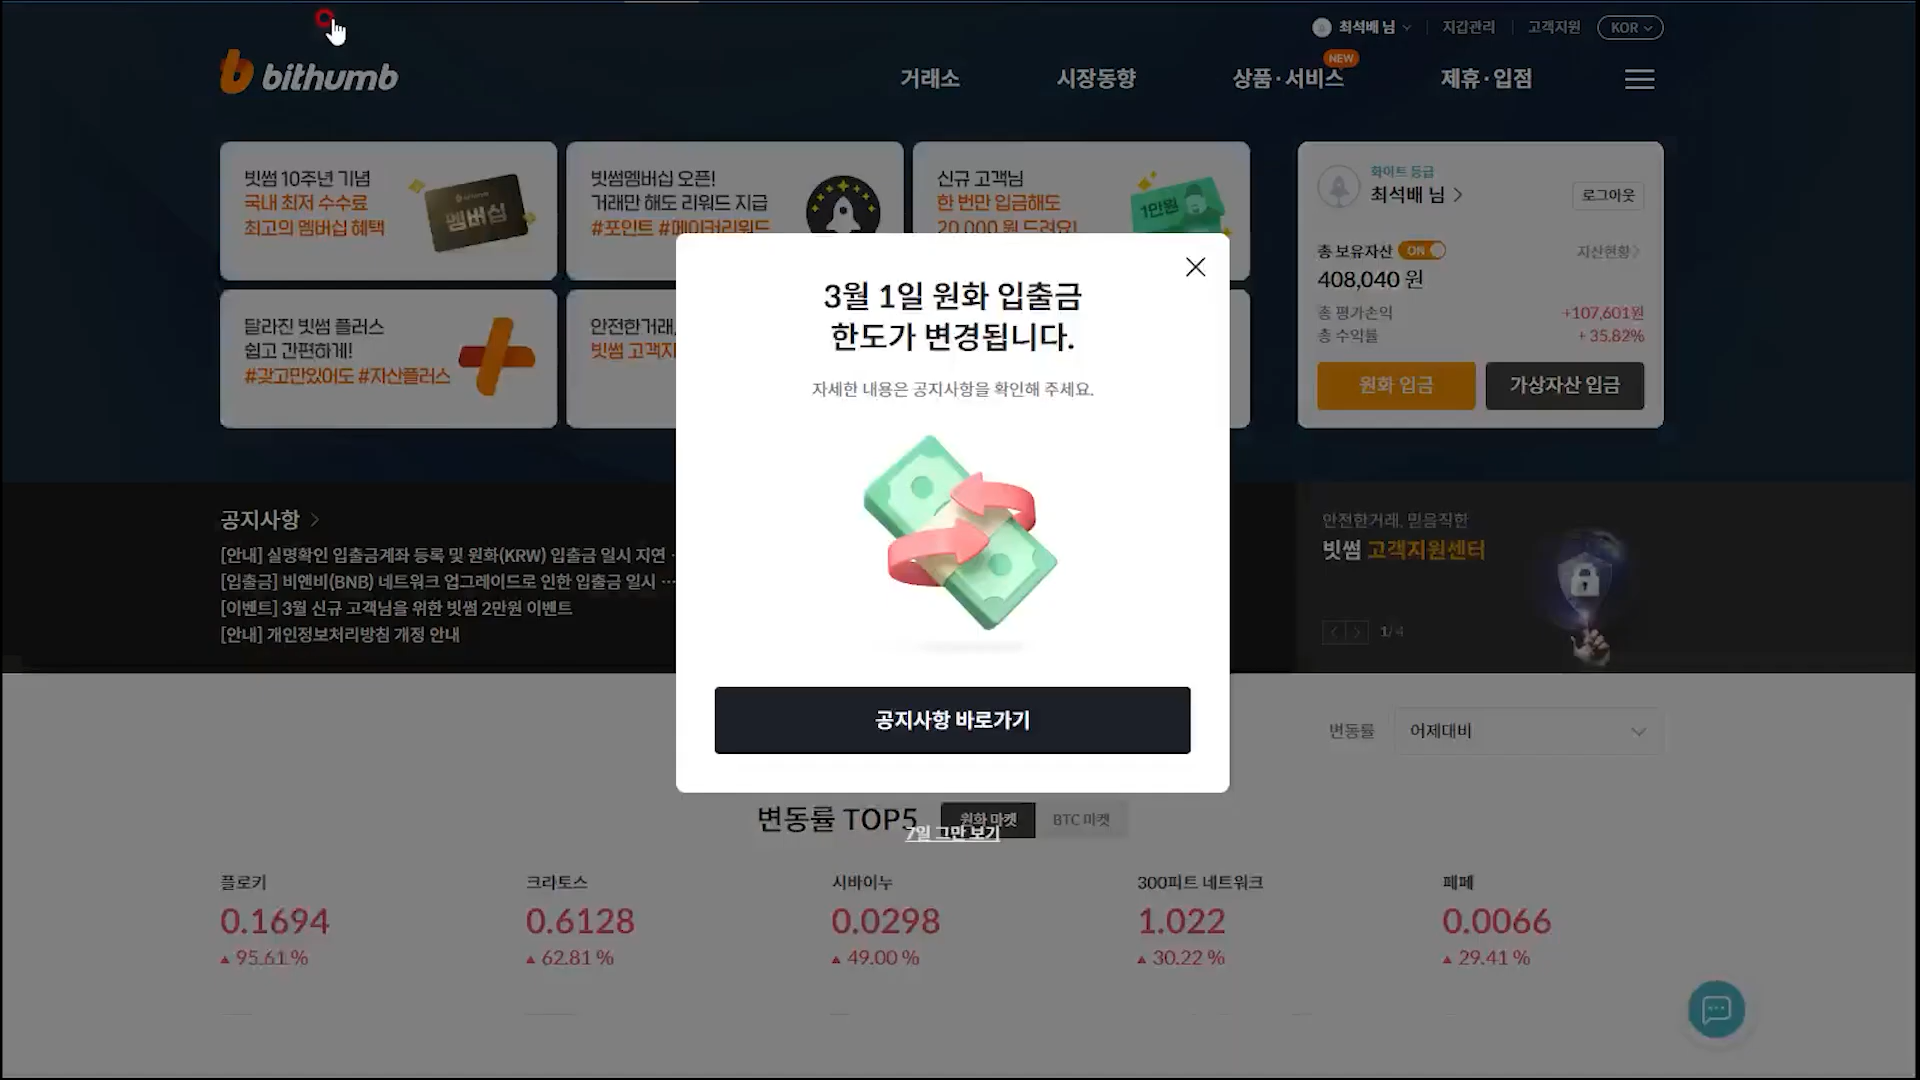 최석배 님
지갑관리
고객지원
KOR
bithumb
거래소
시장동향
상품·서비스
NEW
제휴·입점
빗썸 10주년 기념
국내 최저 수수료
최고의 멤버십 혜택
멤버십
빗썸멤버십 오픈!
거래만 해도 리워드 지급
#포인트 #메이커리워드
신규 고객님
한 번만 입금해도
20,000 원 드려요!
1만원
화이트 등급
최석배 님
로그아웃
총 보유자산
ON
자산현황
408,040 원
총 평가손익
+107,601원
총 수익률
+ 35.82%
원화 입금
가상자산 입금
달라진 빗썸 플러스
쉽고 간편하게!
#갖고만있어도 #자산플러스
안전한거래,
빗썸 고객지
3월 1일 원화 입출금
한도가 변경됩니다.
자세한 내용은 공지사항을 확인해 주세요.
공지사항 바로가기
7일 그만 보기
공지사항
[안내] 실명확인 입출금계좌 등록 및 원화(KRW) 입출금 일시 지연
[입출금] 비앤비(BNB) 네트워크 업그레이드로 인한 입출금 일시 ···
[이벤트] 3월 신규 고객님을 위한 빗썸 2만원 이벤트
[안내] 개인정보처리방침 개정 안내
안전한거래, 믿음직한
빗썸 고객지원센터
1/ 4
변동률
어제대비
변동률 TOP5
원화 마켓
BTC 마켓
플로키
0.1694
▲ 95.61 %
크라토스
0.6128
▲ 62.81 %
시바이누
0.0298
▲ 49.00 %
300피트 네트워크
1.022
▲ 30.22 %
페페
0.0066
▲ 29.41 %